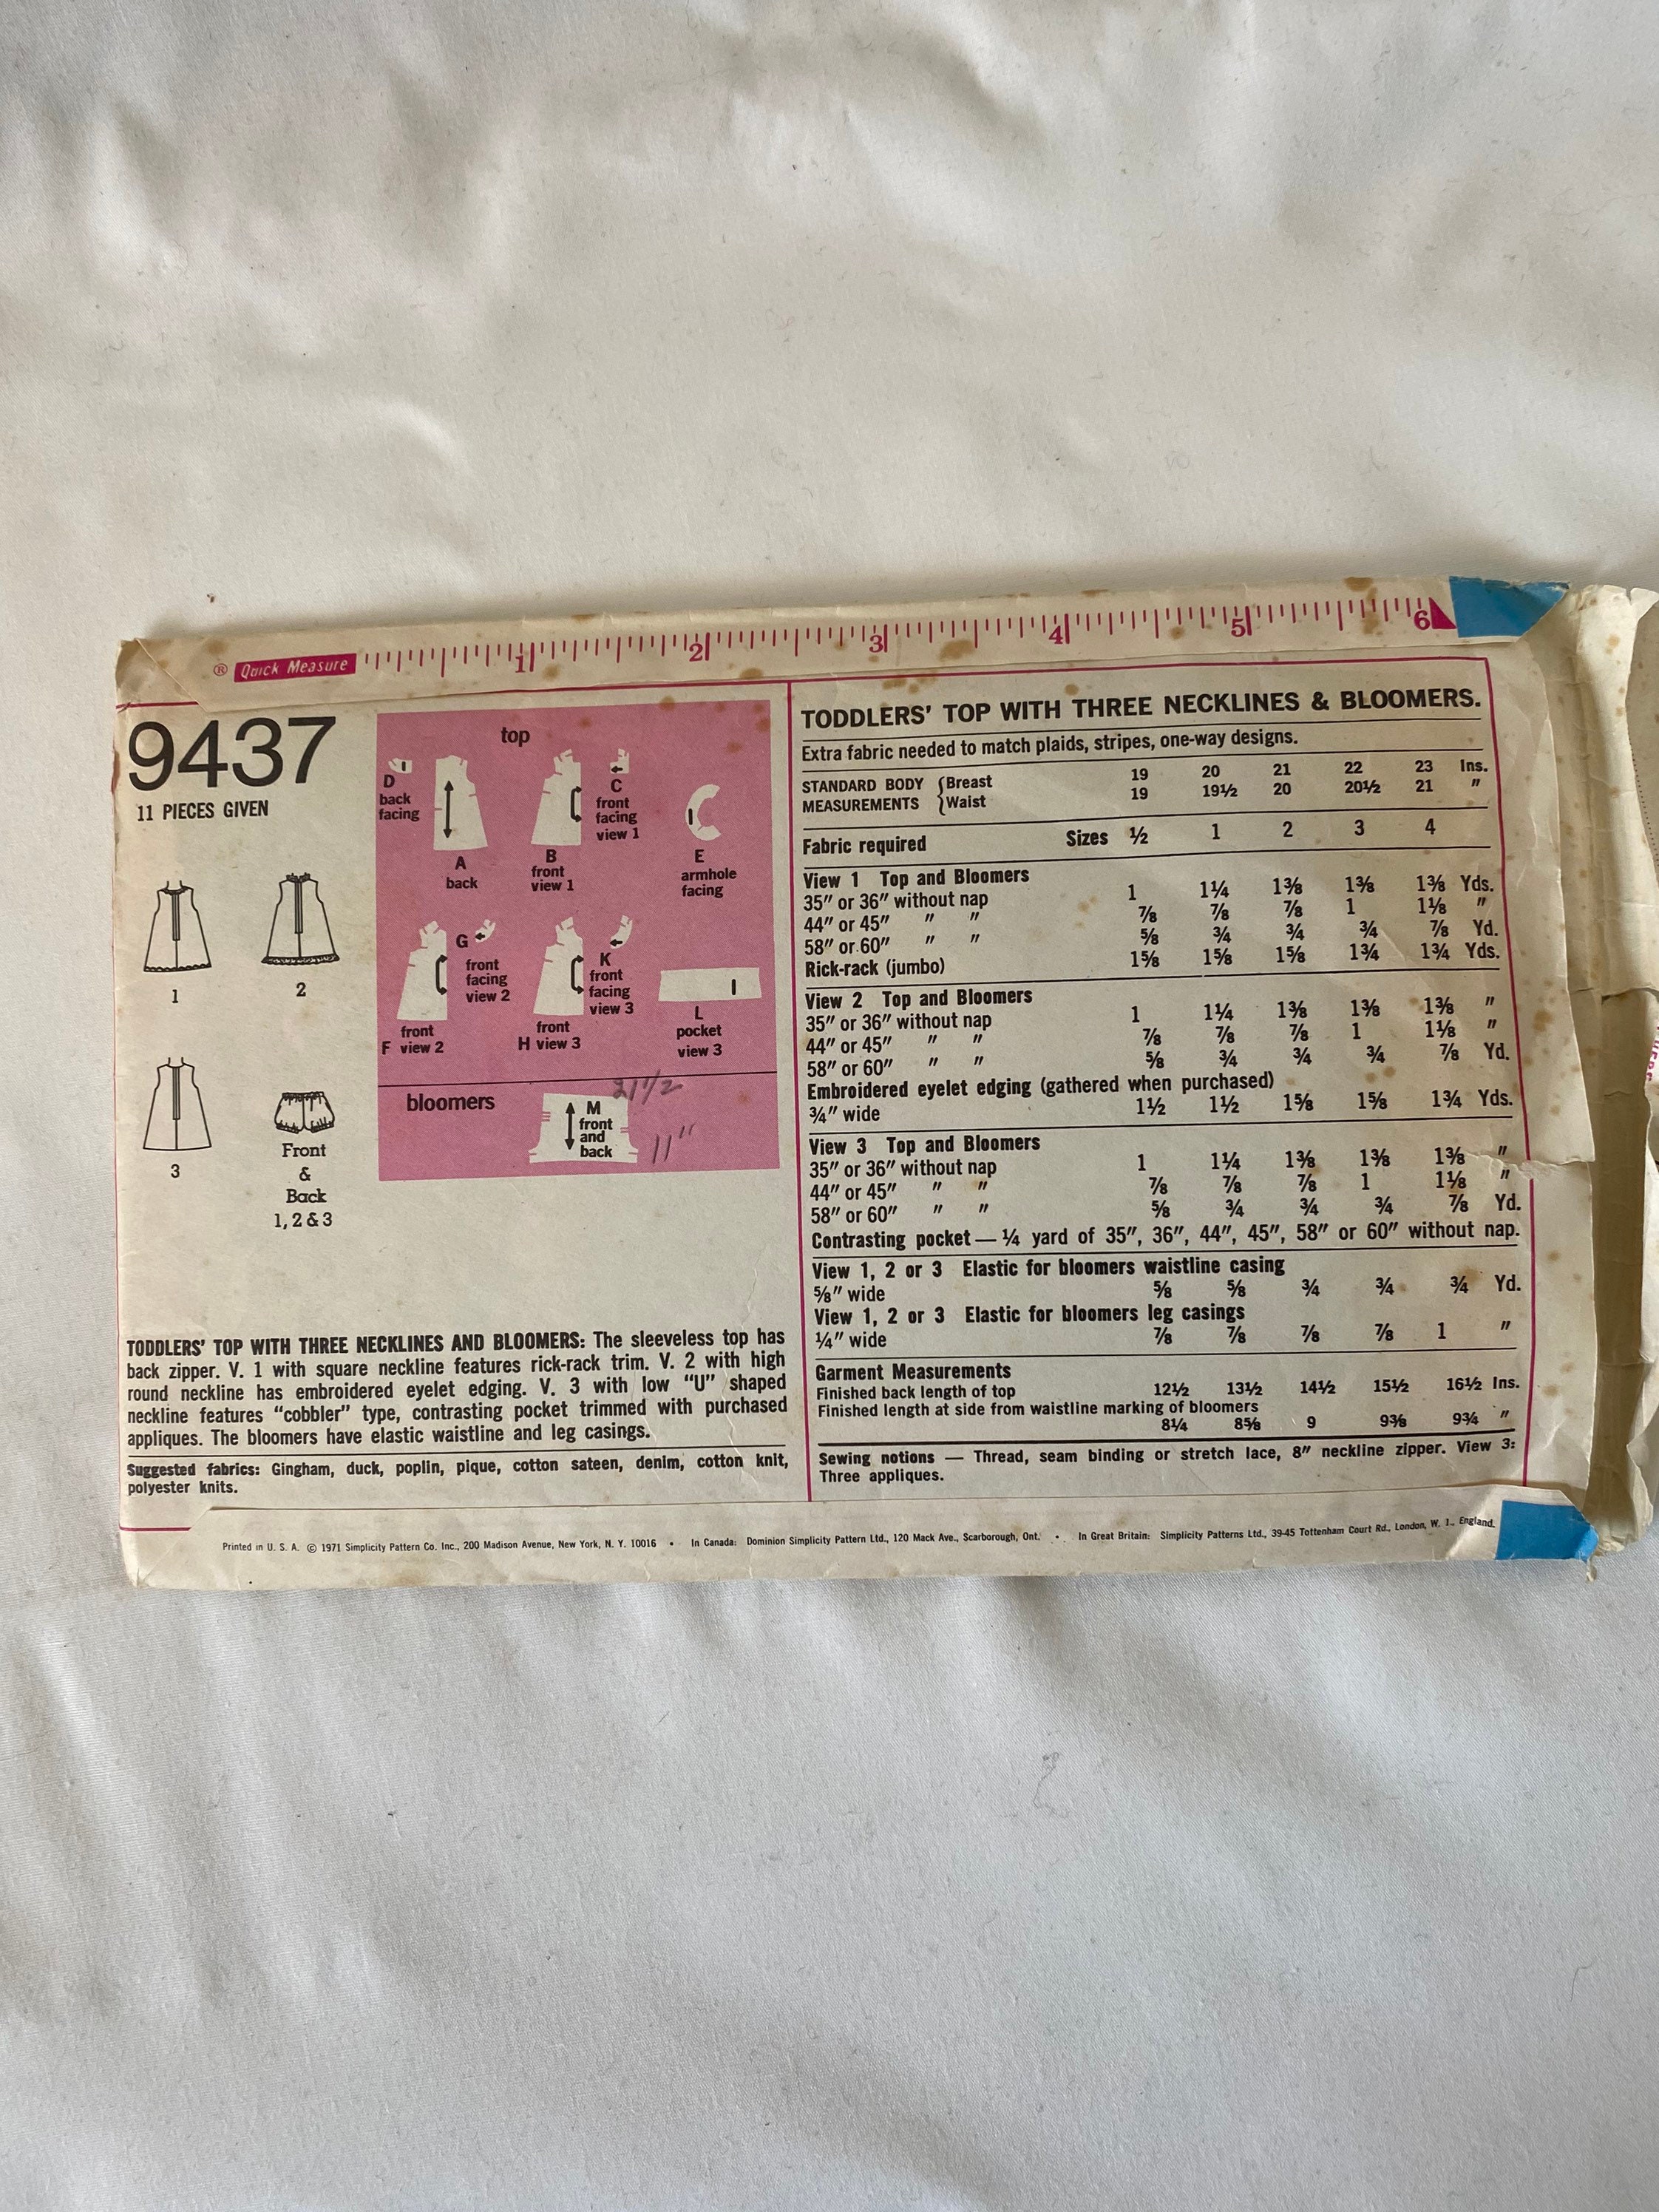 ® Quick Measure 1 2 3 4 5 6
9437
11 PIECES GIVEN
1
2
3
Front
&
Back
1, 2 & 3
top
D
back
facing
A
back
B
front
view 1
C
front
facing
view 1
E
armhole
facing
F front
view 2
G
front
facing
view 2
H front
view 3
K
front
facing
view 3
L
pocket
view 3
bloomers
M
front
and
back
21 1/2
11"
TODDLERS' TOP WITH THREE NECKLINES AND BLOOMERS: The sleeveless top has
back zipper. V. 1 with square neckline features rick-rack trim. V. 2 with high
round neckline has embroidered eyelet edging. V. 3 with low "U" shaped
neckline features "cobbler" type, contrasting pocket trimmed with purchased
appliques. The bloomers have elastic waistline and leg casings.
Suggested fabrics: Gingham, duck, poplin, pique, cotton sateen, denim, cotton knit,
polyester knits.
TODDLERS' TOP WITH THREE NECKLINES & BLOOMERS.
Extra fabric needed to match plaids, stripes, one-way designs.
STANDARD BODY { Breast 19 20 21 22 23 Ins.
MEASUREMENTS { Waist 19 19½ 20 20½ 21 "
Fabric required Sizes ½ 1 2 3 4
View 1 Top and Bloomers
35" or 36" without nap 1 1¼ 1⅜ 1⅜ 1⅜ Yds.
44" or 45" " " ⅞ ⅞ ⅞ 1 1⅛ "
58" or 60" " " ⅝ ¾ ¾ ¾ ⅞ Yd.
Rick-rack (jumbo) 1⅝ 1⅝ 1⅝ 1¾ 1¾ Yds.
View 2 Top and Bloomers
35" or 36" without nap 1 1¼ 1⅜ 1⅜ 1⅜ "
44" or 45" " " ⅞ ⅞ ⅞ 1 1⅛ "
58" or 60" " " ⅝ ¾ ¾ ¾ ⅞ Yd.
Embroidered eyelet edging (gathered when purchased)
¾" wide 1½ 1½ 1⅝ 1⅝ 1¾ Yds.
View 3 Top and Bloomers
35" or 36" without nap 1 1¼ 1⅜ 1⅜ 1⅜ "
44" or 45" " " ⅞ ⅞ ⅞ 1 1⅛ "
58" or 60" " " ⅝ ¾ ¾ ¾ ⅞ Yd.
Contrasting pocket — ¼ yard of 35", 36", 44", 45", 58" or 60" without nap.
View 1, 2 or 3 Elastic for bloomers waistline casing
⅝" wide ⅝ ⅝ ¾ ¾ ¾ Yd.
View 1, 2 or 3 Elastic for bloomers leg casings
¼" wide ⅞ ⅞ ⅞ ⅞ 1 "
Garment Measurements
Finished back length of top 12½ 13½ 14½ 15½ 16½ Ins.
Finished length at side from waistline marking of bloomers
8¼ 8⅝ 9 9⅜ 9¾ "
Sewing notions — Thread, seam binding or stretch lace, 8" neckline zipper. View 3:
Three appliques.
Printed in U. S. A. © 1971 Simplicity Pattern Co. Inc., 200 Madison Avenue, New York, N. Y. 10016 • In Canada: Dominion Simplicity Pattern Ltd., 120 Mack Ave., Scarborough, Ont. • In Great Britain: Simplicity Patterns Ltd., 39-45 Tottenham Court Rd., London, W. 1., England.